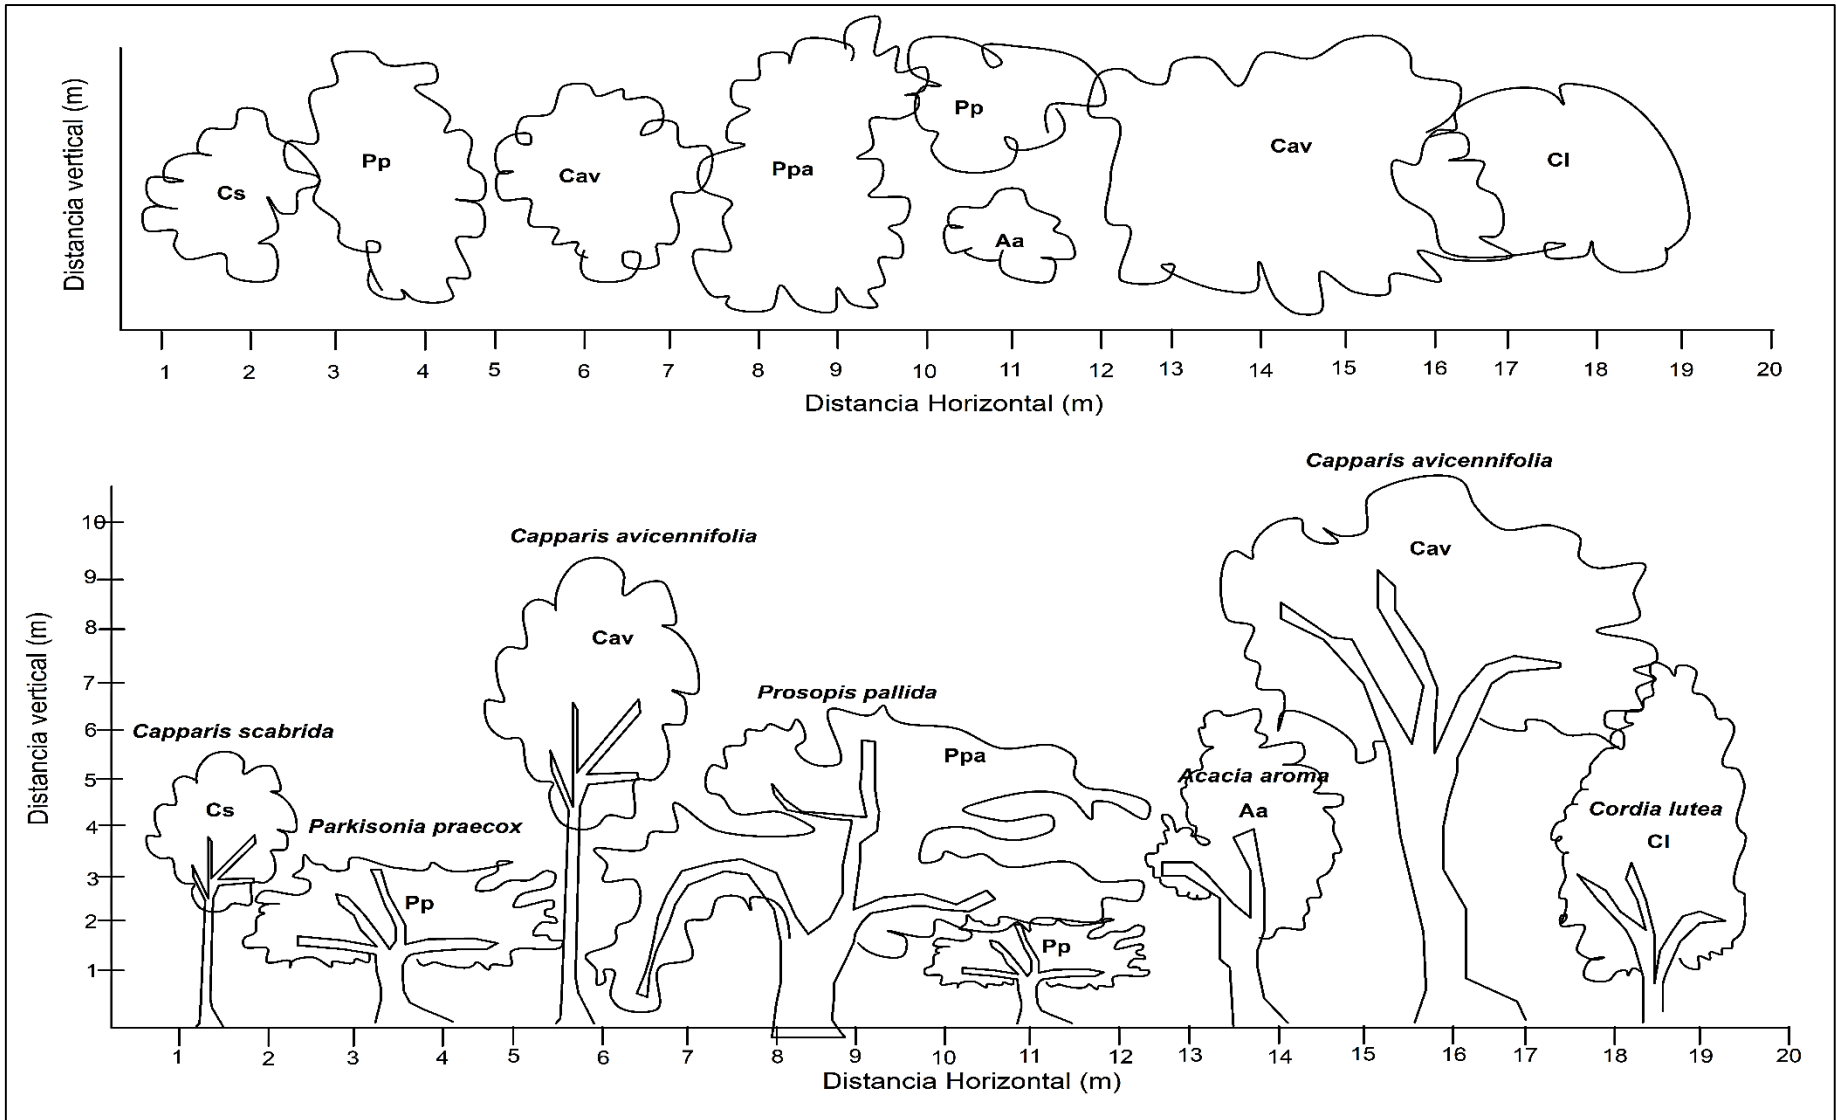 Distancia vertical (m)
Cs
Pp
Cav
Ppa
Pp
Aa
Cav
Cl
1 2 3 4 5 6 7 8 9 10 11 12 13 14 15 16 17 18 19 20
Distancia Horizontal (m)
Distancia vertical (m)
10
9
8
7
6
5
4
3
2
1
Capparis scabrida
Cs
Parkisonia praecox
Pp
Capparis avicennifolia
Cav
Prosopis pallida
Ppa
Pp
Acacia aroma
Aa
Capparis avicennifolia
Cav
Cordia lutea
Cl
1 2 3 4 5 6 7 8 9 10 11 12 13 14 15 16 17 18 19 20
Distancia Horizontal (m)